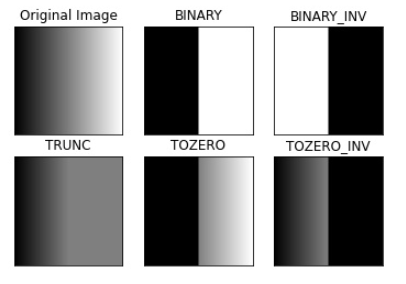 Original Image
BINARY
BINARY_INV
TRUNC
TOZERO
TOZERO_INV